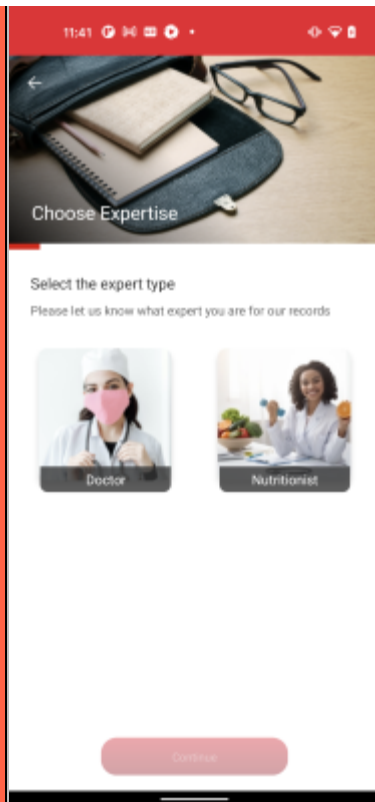 11:41
Choose Expertise
Select the expert type
Please let us know what expert you are for our records
Doctor
Nutritionist
Continue